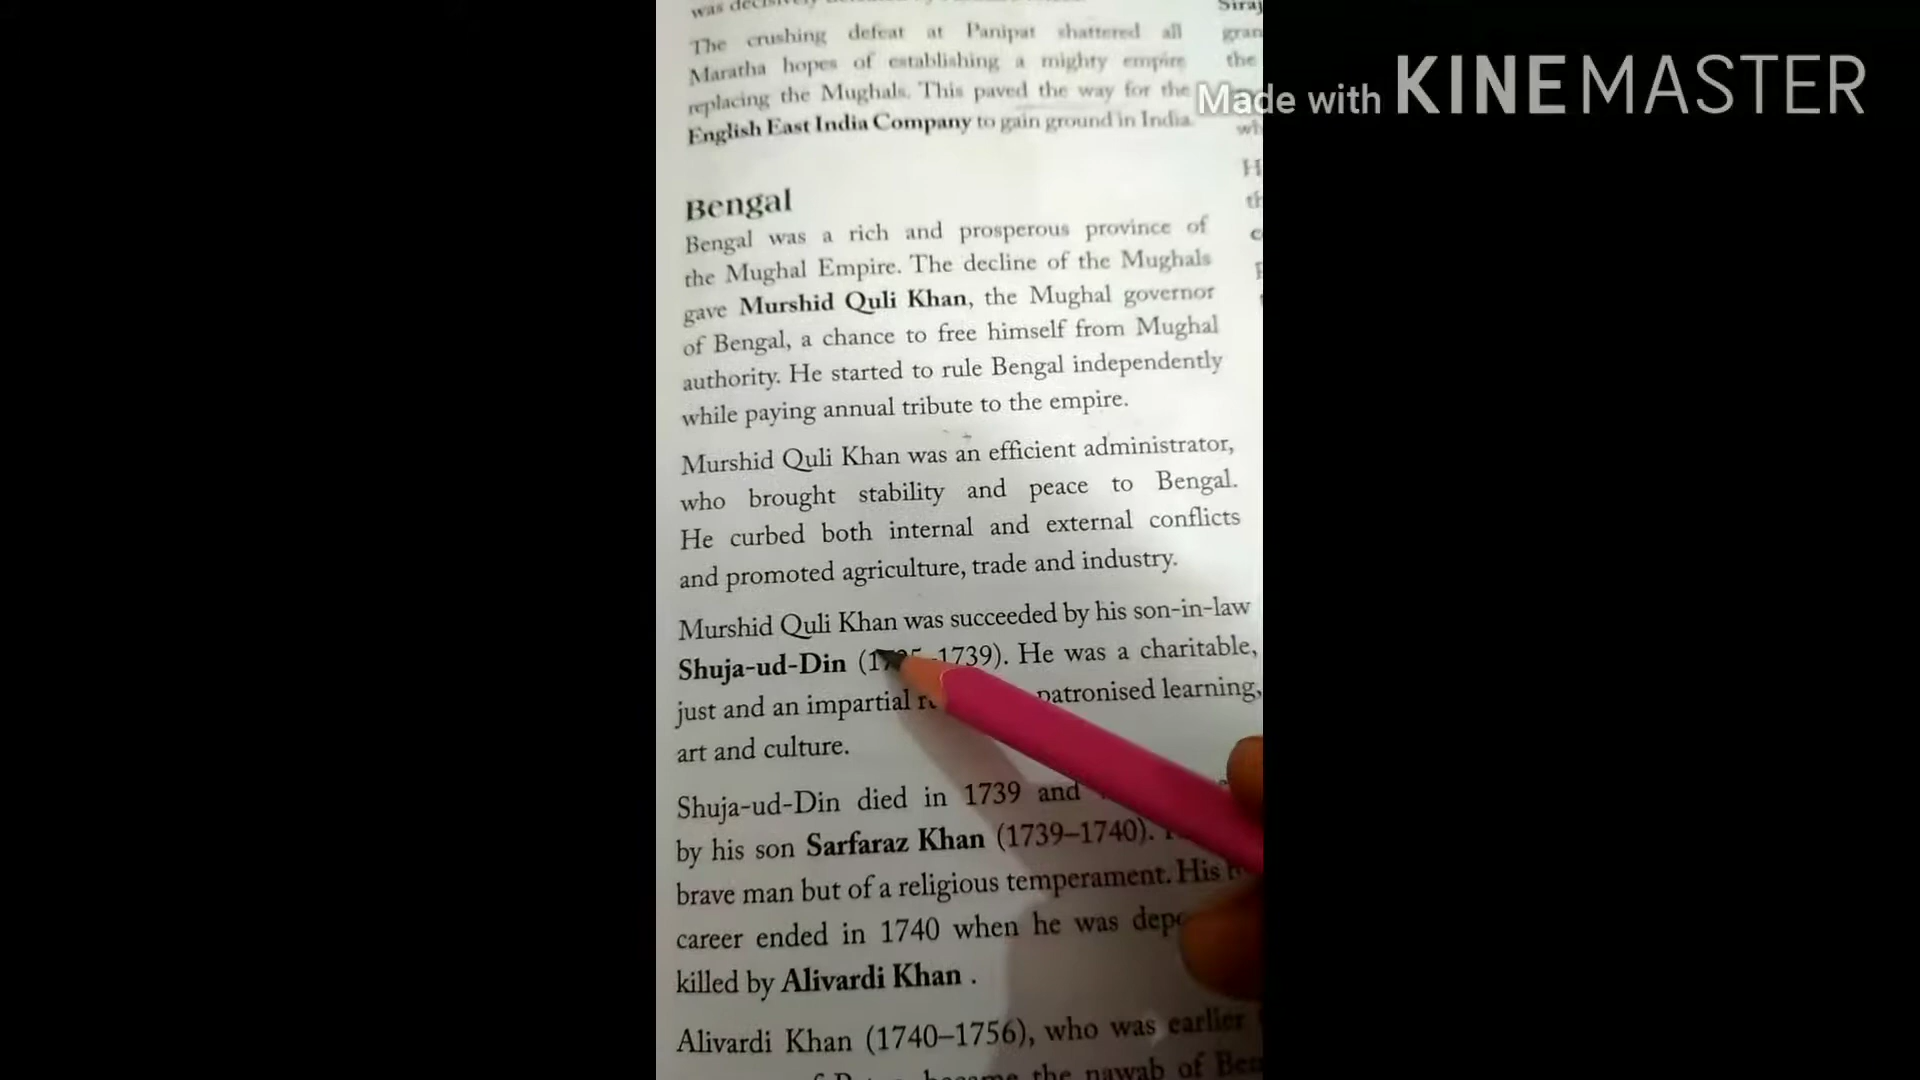 was decisively
The crushing defeat at Panipat shattered all
Maratha hopes of establishing a mighty empire
replacing the Mughals. This paved the way for the
English East India Company to gain ground in India.
Bengal
Bengal was a rich and prosperous province of
the Mughal Empire. The decline of the Mughals
gave Murshid Quli Khan, the Mughal governor
of Bengal, a chance to free himself from Mughal
authority. He started to rule Bengal independently
while paying annual tribute to the empire.
Murshid Quli Khan was an efficient administrator,
who brought stability and peace to Bengal.
He curbed both internal and external conflicts
and promoted agriculture, trade and industry.
Murshid Quli Khan was succeeded by his son-in-law
Shuja-ud-Din 1739). He was a charitable,
just and an impartial patronised learning,
art and culture.
Shuja-ud-Din died in 1739 and
by his son Sarfaraz Khan (1739–1740).
brave man but of a religious temperament. His
career ended in 1740 when he was
killed by Alivardi Khan .
Alivardi Khan (1740–1756), who was earlier
the nawab of
Siraj
the
Made with KINEMASTER